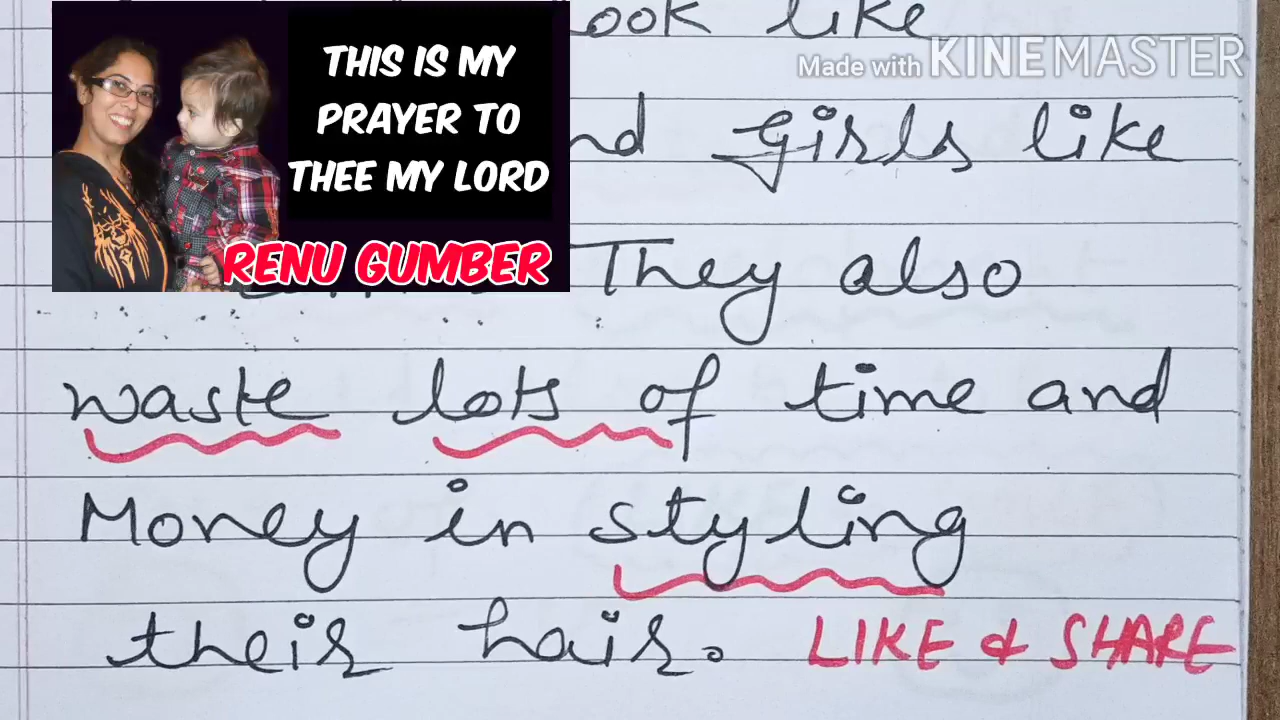 THIS IS MY
PRAYER TO
THEE MY LORD
RENU GUMBER
Made with KINEMASTER
like
Girls like
They also
waste lots of time and
Money in styling
their hair.
LIKE & SHARE